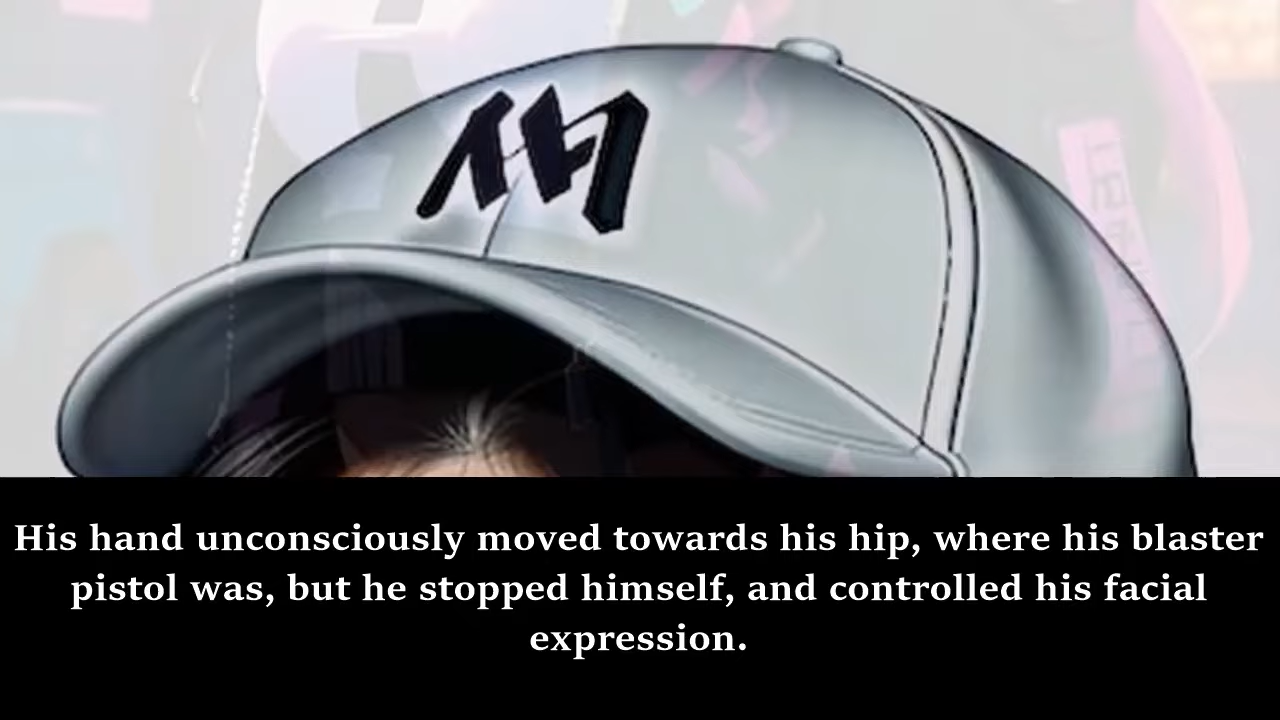 His hand unconsciously moved towards his hip, where his blaster
pistol was, but he stopped himself, and controlled his facial
expression.